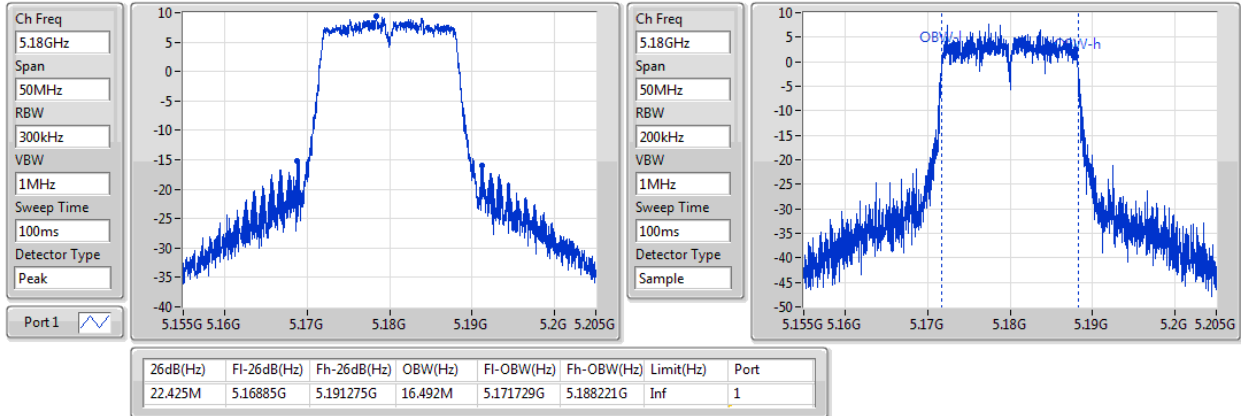 Ch Freq
5.18GHz
Span
50MHz
RBW
300kHz
VBW
1MHz
Sweep Time
100ms
Detector Type
Peak
Port 1
10
5
0
-5
-10
-15
-20
-25
-30
-35
-40
5.155G 5.16G 5.17G 5.18G 5.19G 5.2G 5.205G
Ch Freq
5.18GHz
Span
50MHz
RBW
200kHz
VBW
1MHz
Sweep Time
100ms
Detector Type
Sample
10
5
0
-5
-10
-15
-20
-25
-30
-35
-40
-45
-50
5.155G 5.16G 5.17G 5.18G 5.19G 5.2G 5.205G
26dB(Hz) Fl-26dB(Hz) Fh-26dB(Hz) OBW(Hz) Fl-OBW(Hz) Fh-OBW(Hz) Limit(Hz) Port
22.425M 5.16885G 5.191275G 16.492M 5.171729G 5.188221G Inf 1